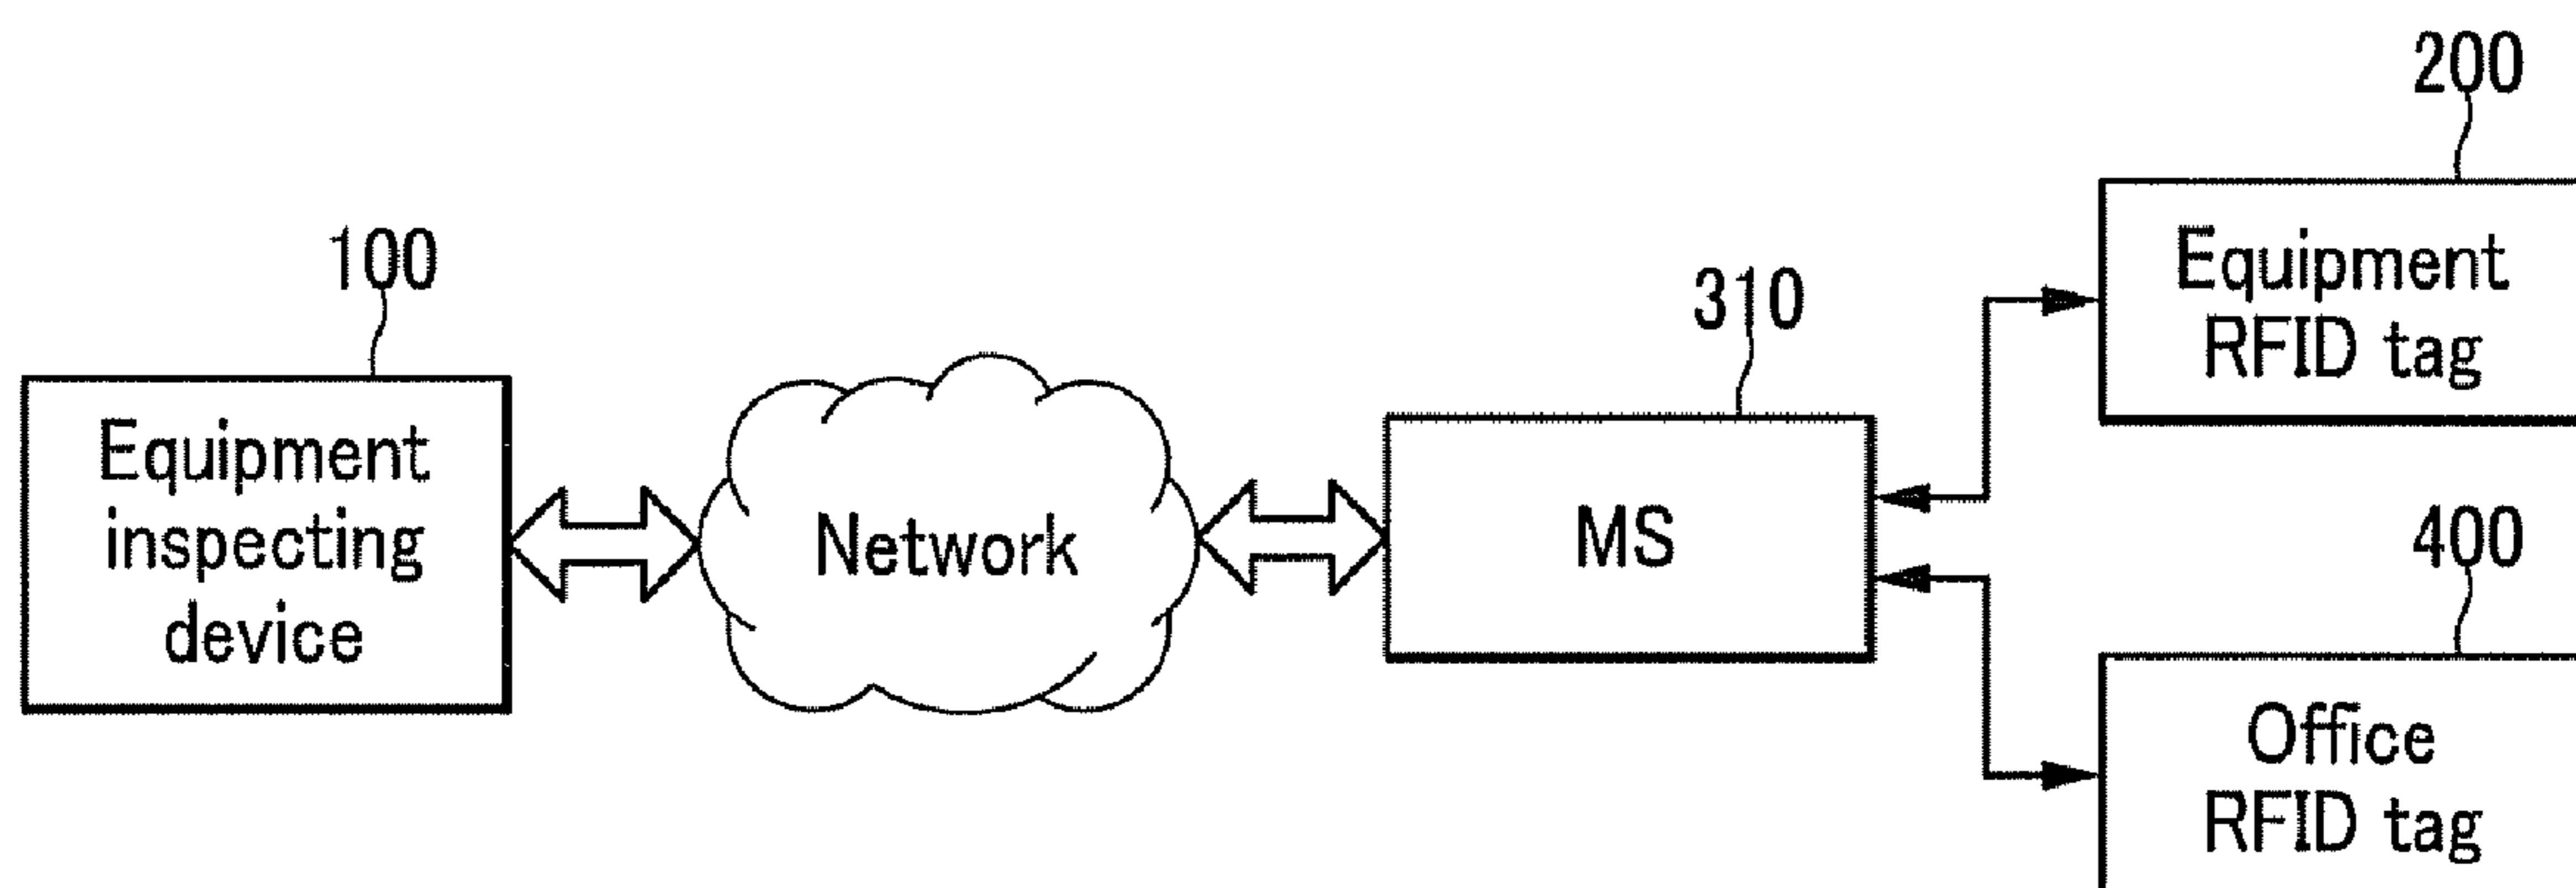 200
Equipment
RFID tag
100
Equipment
inspecting
device
Network
310
MS
400
Office
RFID tag